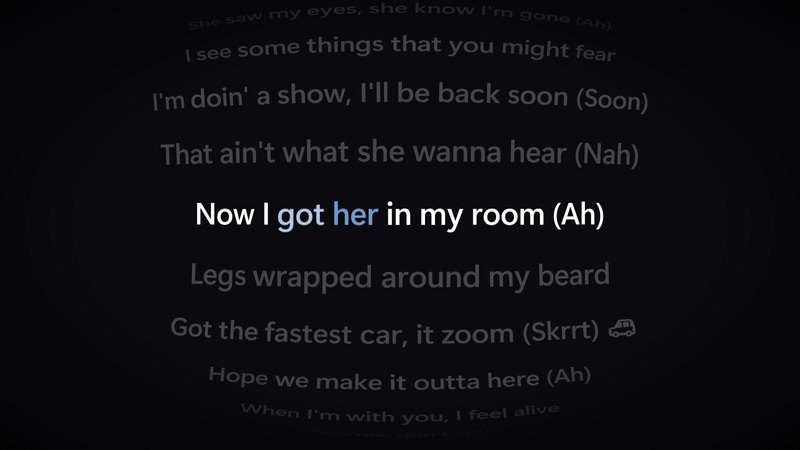 She saw my eyes, she know I'm gone (Ah)
I see some things that you might fear
I'm doin' a show, I'll be back soon (Soon)
That ain't what she wanna hear (Nah)
Now I got her in my room (Ah)
Legs wrapped around my beard
Got the fastest car, it zoom (Skrrt)
Hope we make it outta here (Ah)
When I'm with you, I feel alive